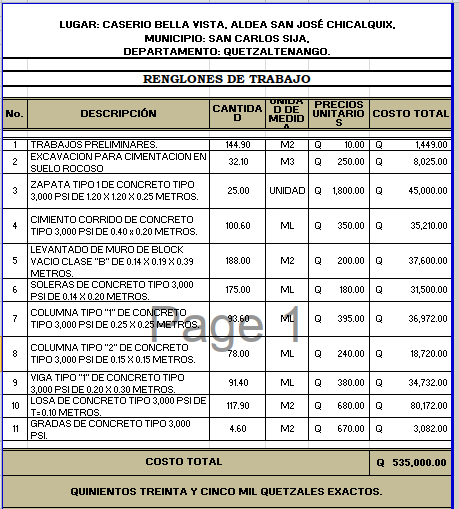 LUGAR: CASERIO BELLA VISTA, ALDEA SAN JOSÉ CHICALQUIX,
MUNICIPIO: SAN CARLOS SIJA,
DEPARTAMENTO: QUETZALTENANGO.
RENGLONES DE TRABAJO
No. DESCRIPCIÓN CANTIDA D UNIDA D DE MEDID A PRECIOS UNITARIO S COSTO TOTAL
1 TRABAJOS PRELIMINARES. 144.90 M2 Q 10.00 Q 1,449.00
2 EXCAVACION PARA CIMENTACION EN
SUELO ROCOSO 32.10 M3 Q 250.00 Q 8,025.00
3 ZAPATA TIPO 1 DE CONCRETO TIPO
3,000 PSI DE 1.20 X 1.20 X 0.25 METROS. 25.00 UNIDAD Q 1,800.00 Q 45,000.00
4 CIMIENTO CORRIDO DE CONCRETO
TIPO 3,000 PSI DE 0.40 x 0.20 METROS. 100.60 ML Q 350.00 Q 35,210.00
5 LEVANTADO DE MURO DE BLOCK
VACIO CLASE "B" DE 0.14 X 0.19 X 0.39
METROS. 188.00 M2 Q 200.00 Q 37,600.00
6 SOLERAS DE CONCRETO TIPO 3,000
PSI DE 0.14 X 0.20 METROS. 175.00 ML Q 180.00 Q 31,500.00
7 COLUMNA TIPO "1" DE CONCRETO
TIPO 3,000 PSI DE 0.25 X 0.25 METROS. 93.60 ML Q 395.00 Q 36,972.00
Page 1
8 COLUMNA TIPO "2" DE CONCRETO
TIPO 3,000 PSI DE 0.15 X 0.15 METROS. 78.00 ML Q 240.00 Q 18,720.00
9 VIGA TIPO "1" DE CONCRETO TIPO
3,000 PSI DE 0.20 X 0.30 METROS. 91.40 ML Q 380.00 Q 34,732.00
10 LOSA DE CONCRETO TIPO 3,000 PSI DE
T=0.10 METROS. 117.90 M2 Q 680.00 Q 80,172.00
11 GRADAS DE CONCRETO TIPO 3,000
PSI. 4.60 M2 Q 670.00 Q 3,082.00
COSTO TOTAL Q 535,000.00
QUINIENTOS TREINTA Y CINCO MIL QUETZALES EXACTOS.